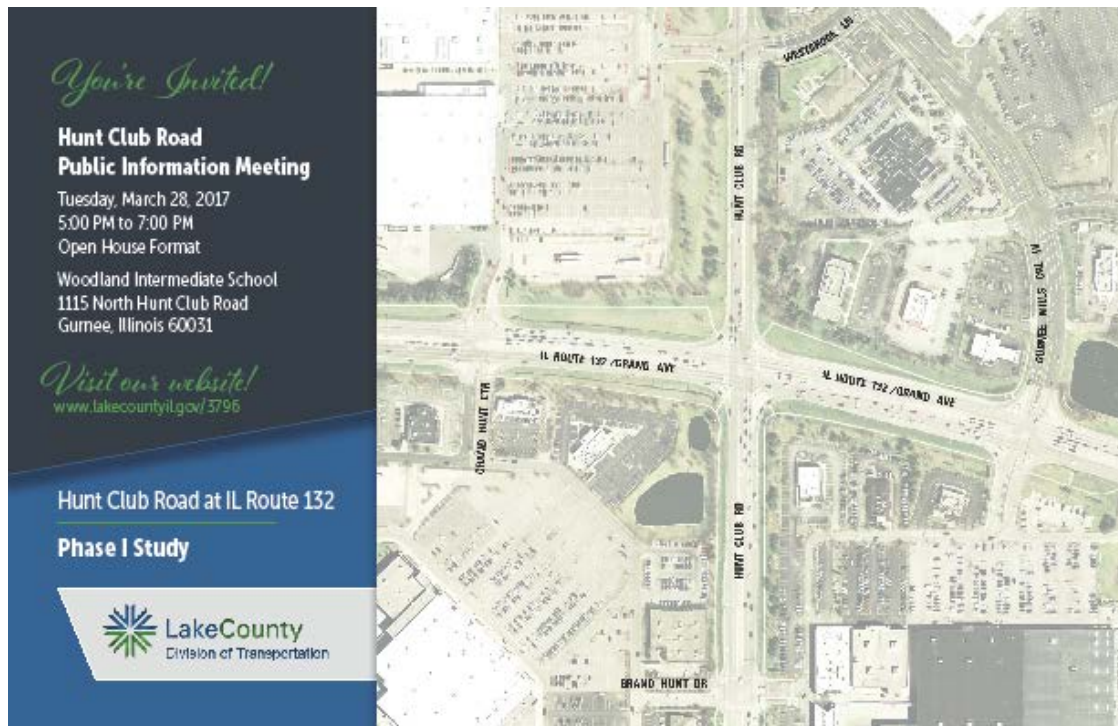 You're Invited!
Hunt Club Road
Public Information Meeting
Tuesday, March 28, 2017
5:00 PM to 7:00 PM
Open House Format
Woodland Intermediate School
1115 North Hunt Club Road
Gurnee, Illinois 60031
Visit our website!
www.lakecountyil.gov/3796
Hunt Club Road at IL Route 132
Phase I Study
LakeCounty
Division of Transportation
WESTBROOK LN
HUNT CLUB RD
GURNEE MILLS CRL W
IL ROUTE 132 /GRAND AVE
IL ROUTE 132 /GRAND AVE
GRAND HUNT CTR
HUNT CLUB RD
GRAND HUNT DR